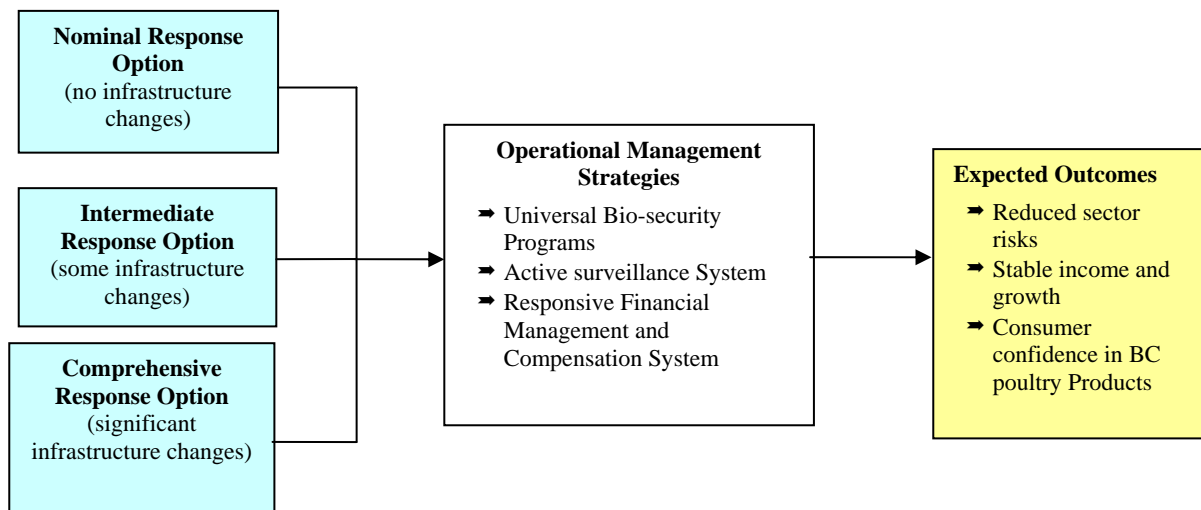 Nominal Response
Option
(no infrastructure
changes)
Intermediate
Response Option
(some infrastructure
changes)
Comprehensive
Response Option
(significant
infrastructure changes)
Operational Management
Strategies
➡ Universal Bio-security
Programs
➡ Active surveillance System
➡ Responsive Financial
Management and
Compensation System
Expected Outcomes
➡ Reduced sector
risks
➡ Stable income and
growth
➡ Consumer
confidence in BC
poultry Products